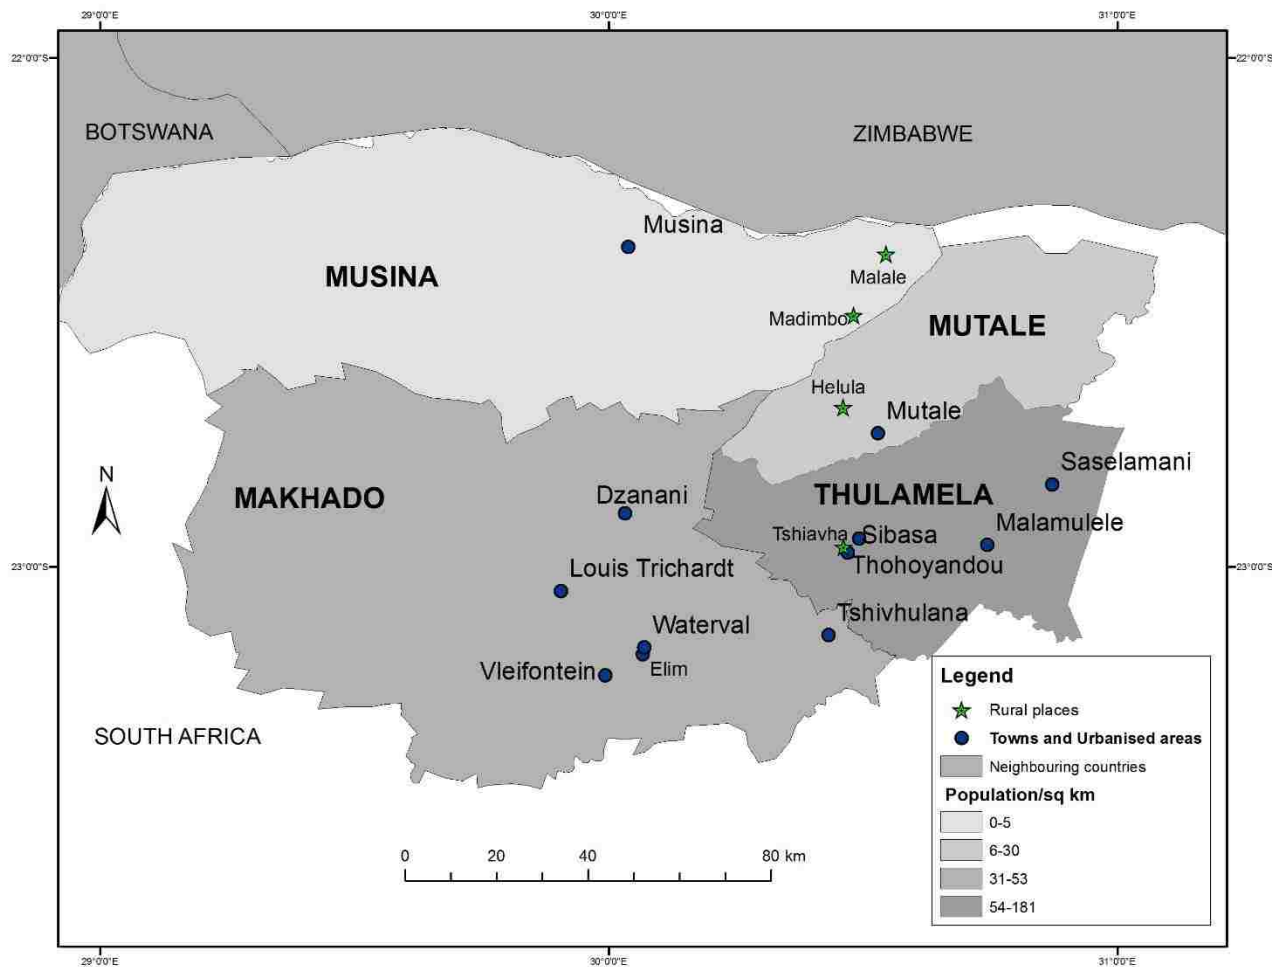 29°0'0"E
30°0'0"E
31°0'0"E
22°0'0"S
22°0'0"S
BOTSWANA
ZIMBABWE
Musina
MUSINA
Malale
Madimbo
MUTALE
Helula
Mutale
Saselamani
N
MAKHADO
Dzanani
THULAMELA
Malamulele
Tshiavha
Sibasa
23°0'0"S
23°0'0"S
Louis Trichardt
Thohoyandou
Tshivhulana
Waterval
Vleifontein
Elim
SOUTH AFRICA
Legend
Rural places
Towns and Urbanised areas
Neighbouring countries
Population/sq km
0-5
6-30
31-53
54-181
0 20 40 80 km
29°0'0"E
30°0'0"E
31°0'0"E